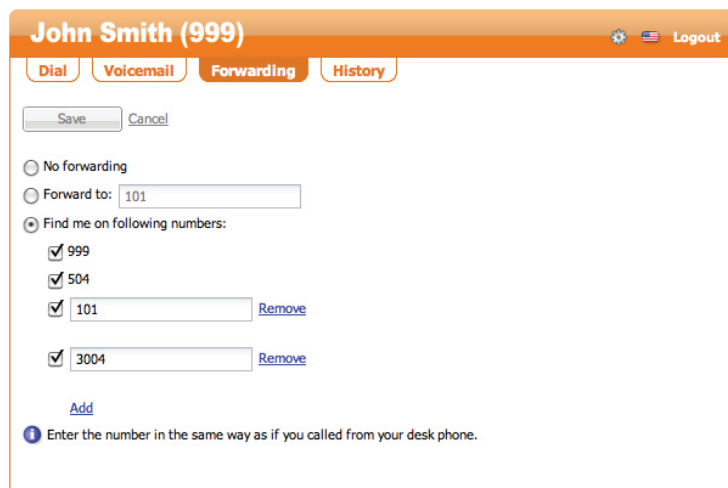 John Smith (999)
Logout
Dial Voicemail Forwarding History
Save Cancel
No forwarding
Forward to: 101
Find me on following numbers:
999
504
101 Remove
3004 Remove
Add
Enter the number in the same way as if you called from your desk phone.